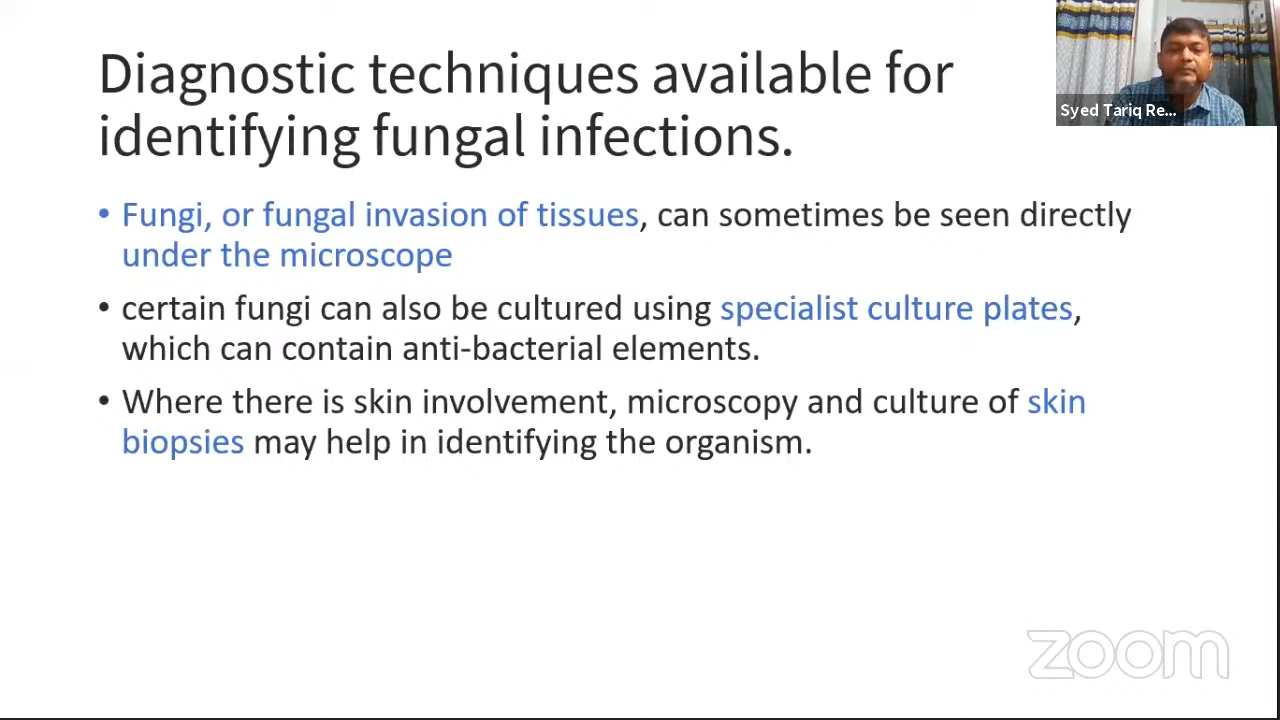 Diagnostic techniques available for
identifying fungal infections.
Syed Tariq Re...
• Fungi, or fungal invasion of tissues, can sometimes be seen directly
under the microscope
• certain fungi can also be cultured using specialist culture plates,
which can contain anti-bacterial elements.
• Where there is skin involvement, microscopy and culture of skin
biopsies may help in identifying the organism.
zoom